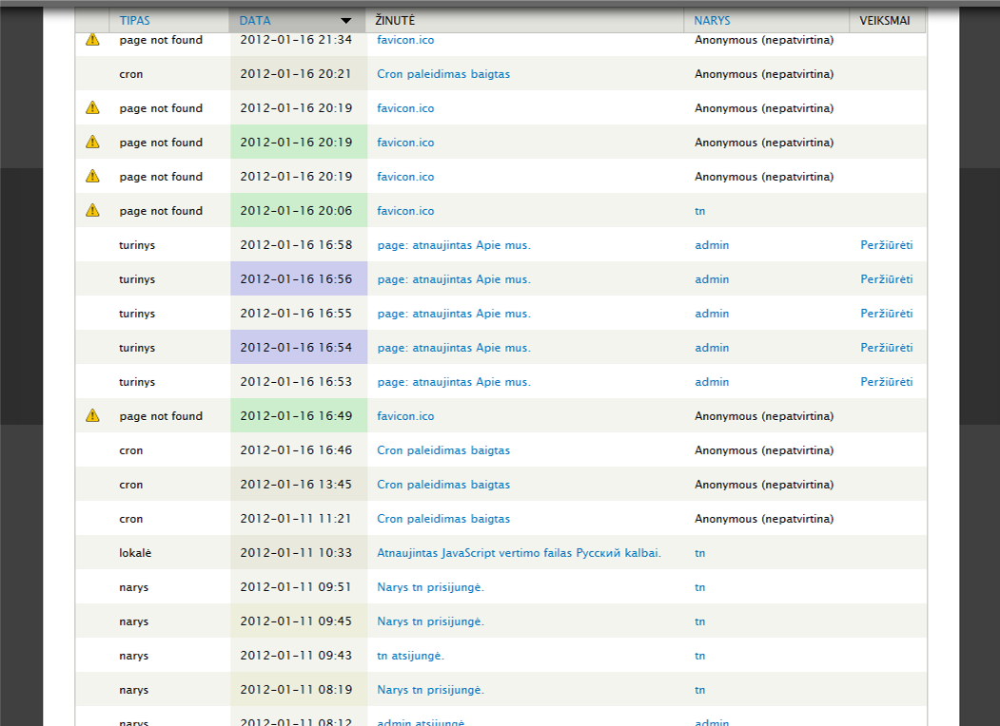 TIPAS DATA ŽINUTĖ NARYS VEIKSMAI
page not found 2012-01-16 21:34 favicon.ico Anonymous (nepatvirtina)
cron 2012-01-16 20:21 Cron paleidimas baigtas Anonymous (nepatvirtina)
page not found 2012-01-16 20:19 favicon.ico Anonymous (nepatvirtina)
page not found 2012-01-16 20:19 favicon.ico Anonymous (nepatvirtina)
page not found 2012-01-16 20:19 favicon.ico Anonymous (nepatvirtina)
page not found 2012-01-16 20:06 favicon.ico tn
turinys 2012-01-16 16:58 page: atnaujintas Apie mus. admin Peržiūrėti
turinys 2012-01-16 16:56 page: atnaujintas Apie mus. admin Peržiūrėti
turinys 2012-01-16 16:55 page: atnaujintas Apie mus. admin Peržiūrėti
turinys 2012-01-16 16:54 page: atnaujintas Apie mus. admin Peržiūrėti
turinys 2012-01-16 16:53 page: atnaujintas Apie mus. admin Peržiūrėti
page not found 2012-01-16 16:49 favicon.ico Anonymous (nepatvirtina)
cron 2012-01-16 16:46 Cron paleidimas baigtas Anonymous (nepatvirtina)
cron 2012-01-16 13:45 Cron paleidimas baigtas Anonymous (nepatvirtina)
cron 2012-01-11 11:21 Cron paleidimas baigtas Anonymous (nepatvirtina)
lokalė 2012-01-11 10:33 Atnaujintas JavaScript vertimo failas Русский kalbai. tn
narys 2012-01-11 09:51 Narys tn prisijungė. tn
narys 2012-01-11 09:45 Narys tn prisijungė. tn
narys 2012-01-11 09:43 tn atsijungė. tn
narys 2012-01-11 08:19 Narys tn prisijungė. tn
narys 2012-01-11 08:12 admin atsijungė. admin